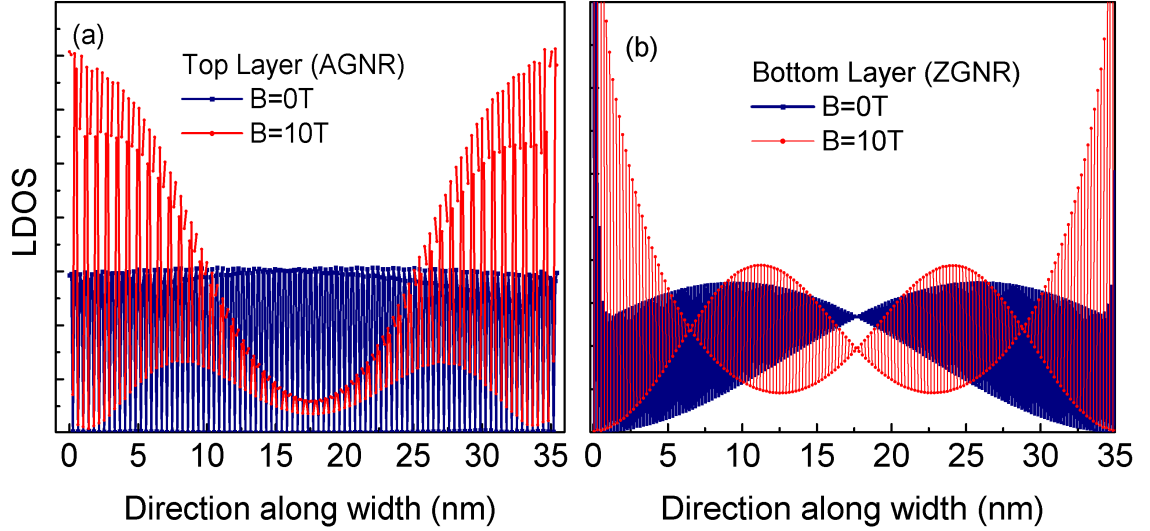 (a)
Top Layer (AGNR)
B=0T
B=10T
LDOS
0 5 10 15 20 25 30 35
Direction along width (nm)
(b)
Bottom Layer (ZGNR)
B=0T
B=10T
0 5 10 15 20 25 30 35
Direction along width (nm)